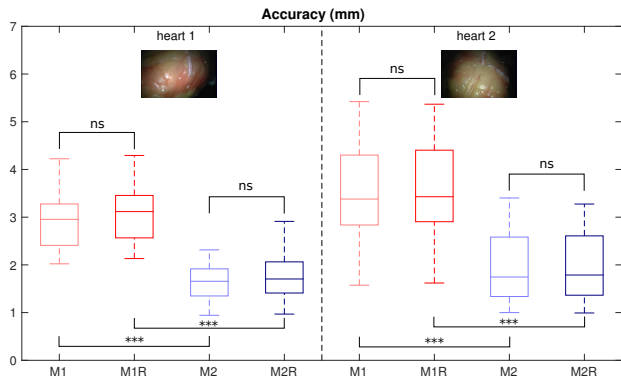 Accuracy (mm)
7
heart 1
heart 2
6
ns
5
ns
4
ns
ns
3
2
1
***
***
***
***
0
M1
M1R
M2
M2R
M1
M1R
M2
M2R